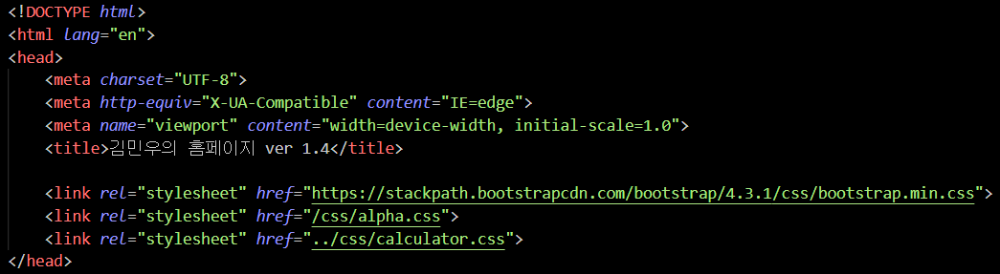 <!DOCTYPE html>
<html lang="en">
<head>
    <meta charset="UTF-8">
    <meta http-equiv="X-UA-Compatible" content="IE=edge">
    <meta name="viewport" content="width=device-width, initial-scale=1.0">
    <title>김민우의 홈페이지 ver 1.4</title>

    <link rel="stylesheet" href="https://stackpath.bootstrapcdn.com/bootstrap/4.3.1/css/bootstrap.min.css">
    <link rel="stylesheet" href="/css/alpha.css">
    <link rel="stylesheet" href="../css/calculator.css">
</head>